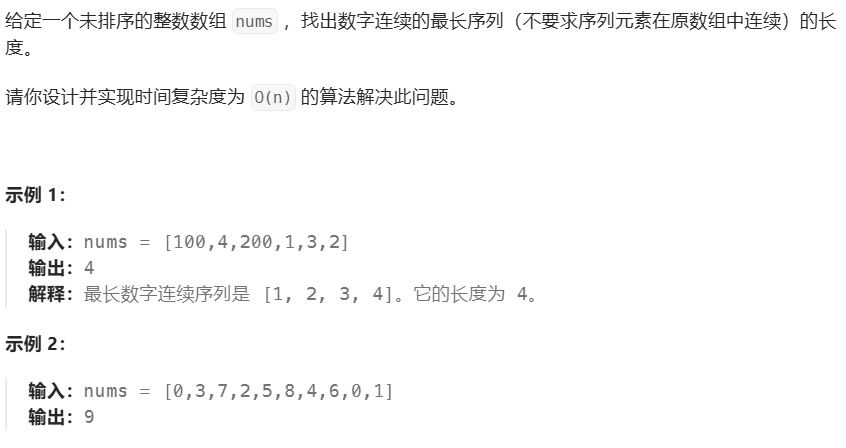 给定一个未排序的整数数组 nums ，找出数字连续的最长序列（不要求序列元素在原数组中连续）的长
度。
请你设计并实现时间复杂度为 O(n) 的算法解决此问题。
示例 1：
输入：nums = [100,4,200,1,3,2]
输出：4
解释：最长数字连续序列是 [1, 2, 3, 4]。它的长度为 4。
示例 2：
输入：nums = [0,3,7,2,5,8,4,6,0,1]
输出：9